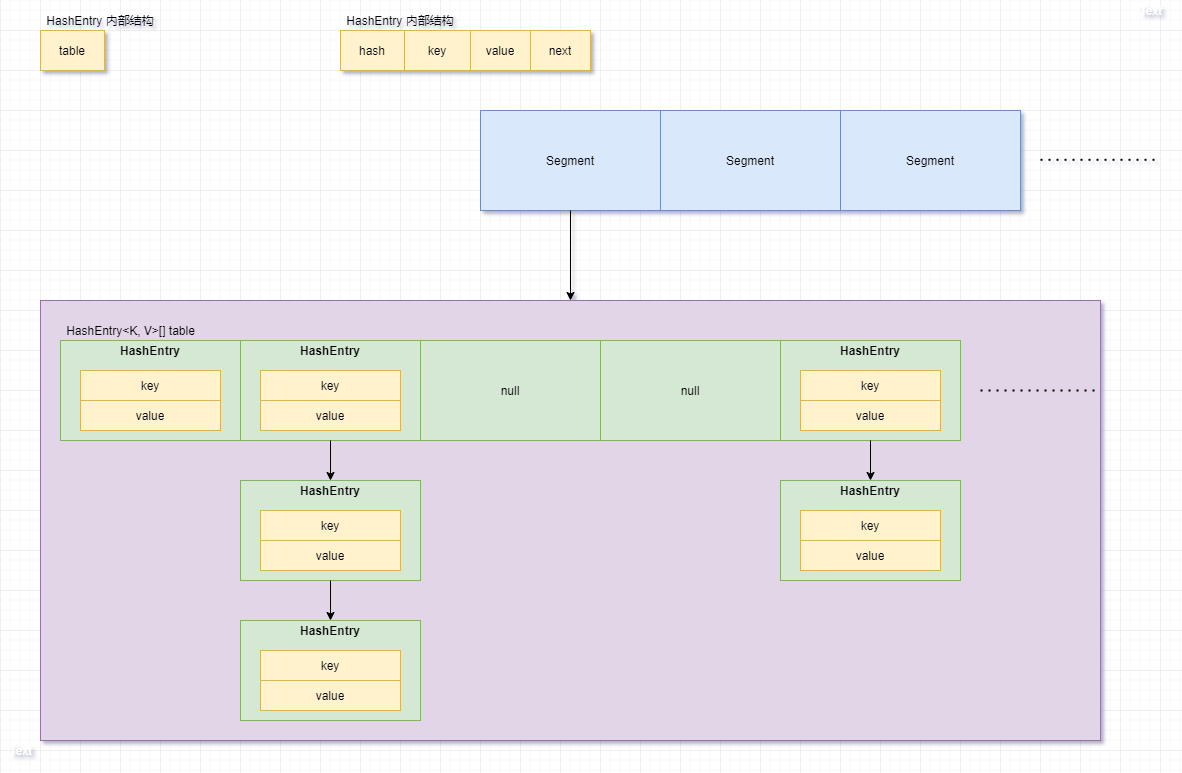 Text
HashEntry 内部结构
HashEntry 内部结构
table
hash
key
value
next
Segment
Segment
Segment
HashEntry<K, V>[] table
HashEntry
HashEntry
HashEntry
key
key
null
null
key
value
value
value
HashEntry
HashEntry
key
key
value
value
HashEntry
key
value
Text